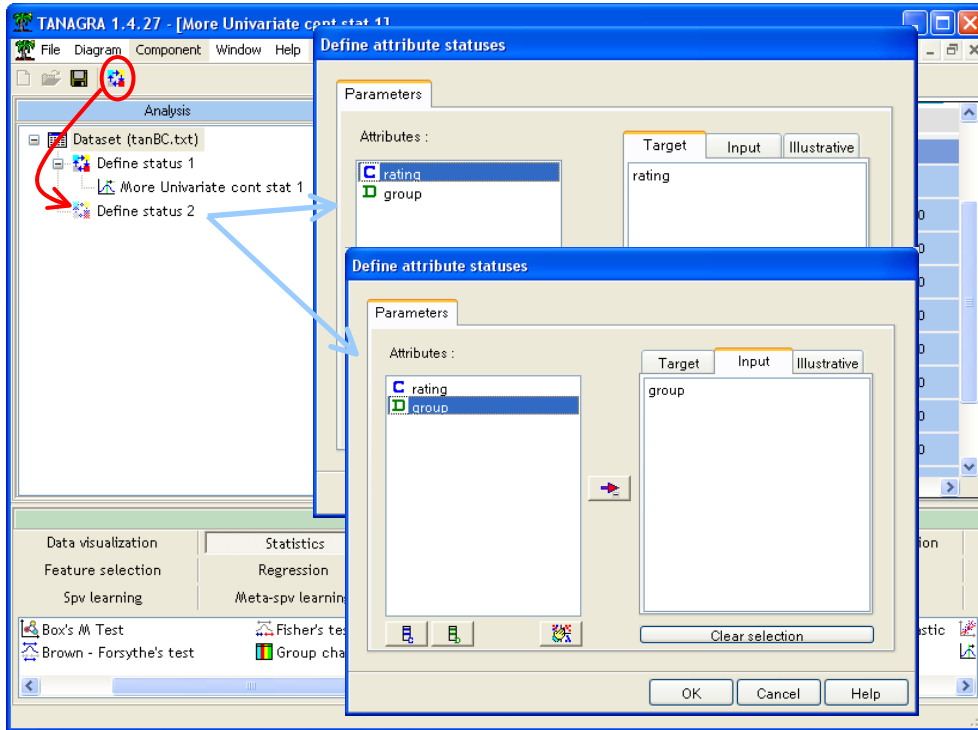 TANAGRA 1.4.27 - [More Univariate cont stat 1]
File Diagram Component Window Help
Analysis
Dataset (tanBC.txt)
Define status 1
More Univariate cont stat 1
Define status 2
Define attribute statuses
Parameters
Attributes :
C rating
D group
Target Input Illustrative
rating
Define attribute statuses
Parameters
Attributes :
C rating
D group
Target Input Illustrative
group
Clear selection
OK Cancel Help
Data visualization Statistics
Feature selection Regression
Spv learning Meta-spv learnin
Box's M Test Fisher's tes
Brown - Forsythe's test Group cha
ion
astic